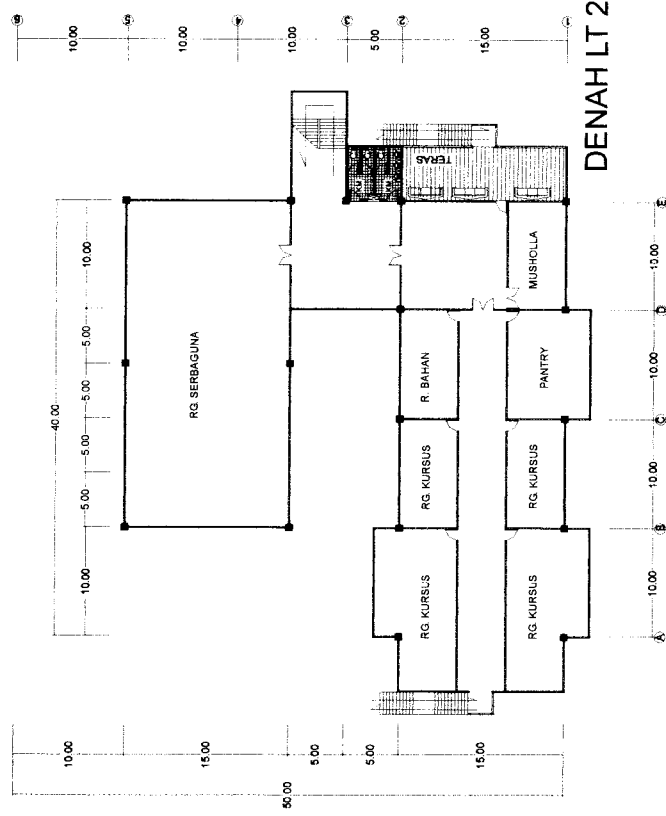 6
5
4
3
2
1
10.00
10.00
10.00
5.00
15.00
DENAH LT 2
TERAS
40.00
10.00
5.00
5.00
5.00
5.00
10.00
RG. SERBAGUNA
MUSHOLLA
R. BAHAN
PANTRY
RG. KURSUS
RG. KURSUS
RG. KURSUS
RG. KURSUS
E
D
C
B
A
10.00
10.00
10.00
10.00
10.00
15.00
5.00
5.00
15.00
50.00